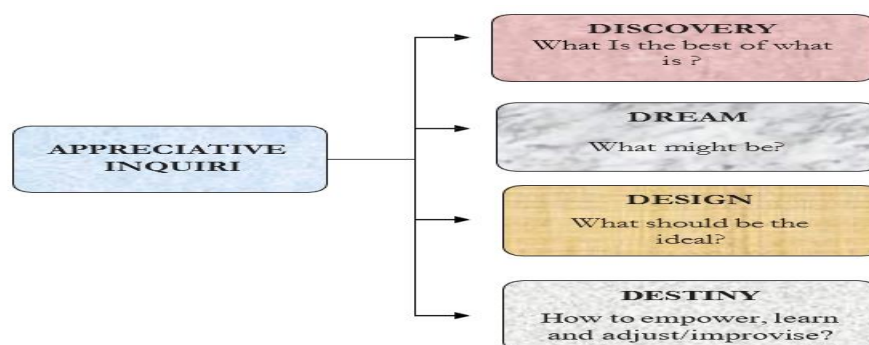 APPRECIATIVE
INQUIRI
DISCOVERY
What Is the best of what
is ?
DREAM
What might be?
DESIGN
What should be the
ideal?
DESTINY
How to empower, learn
and adjust/improvise?